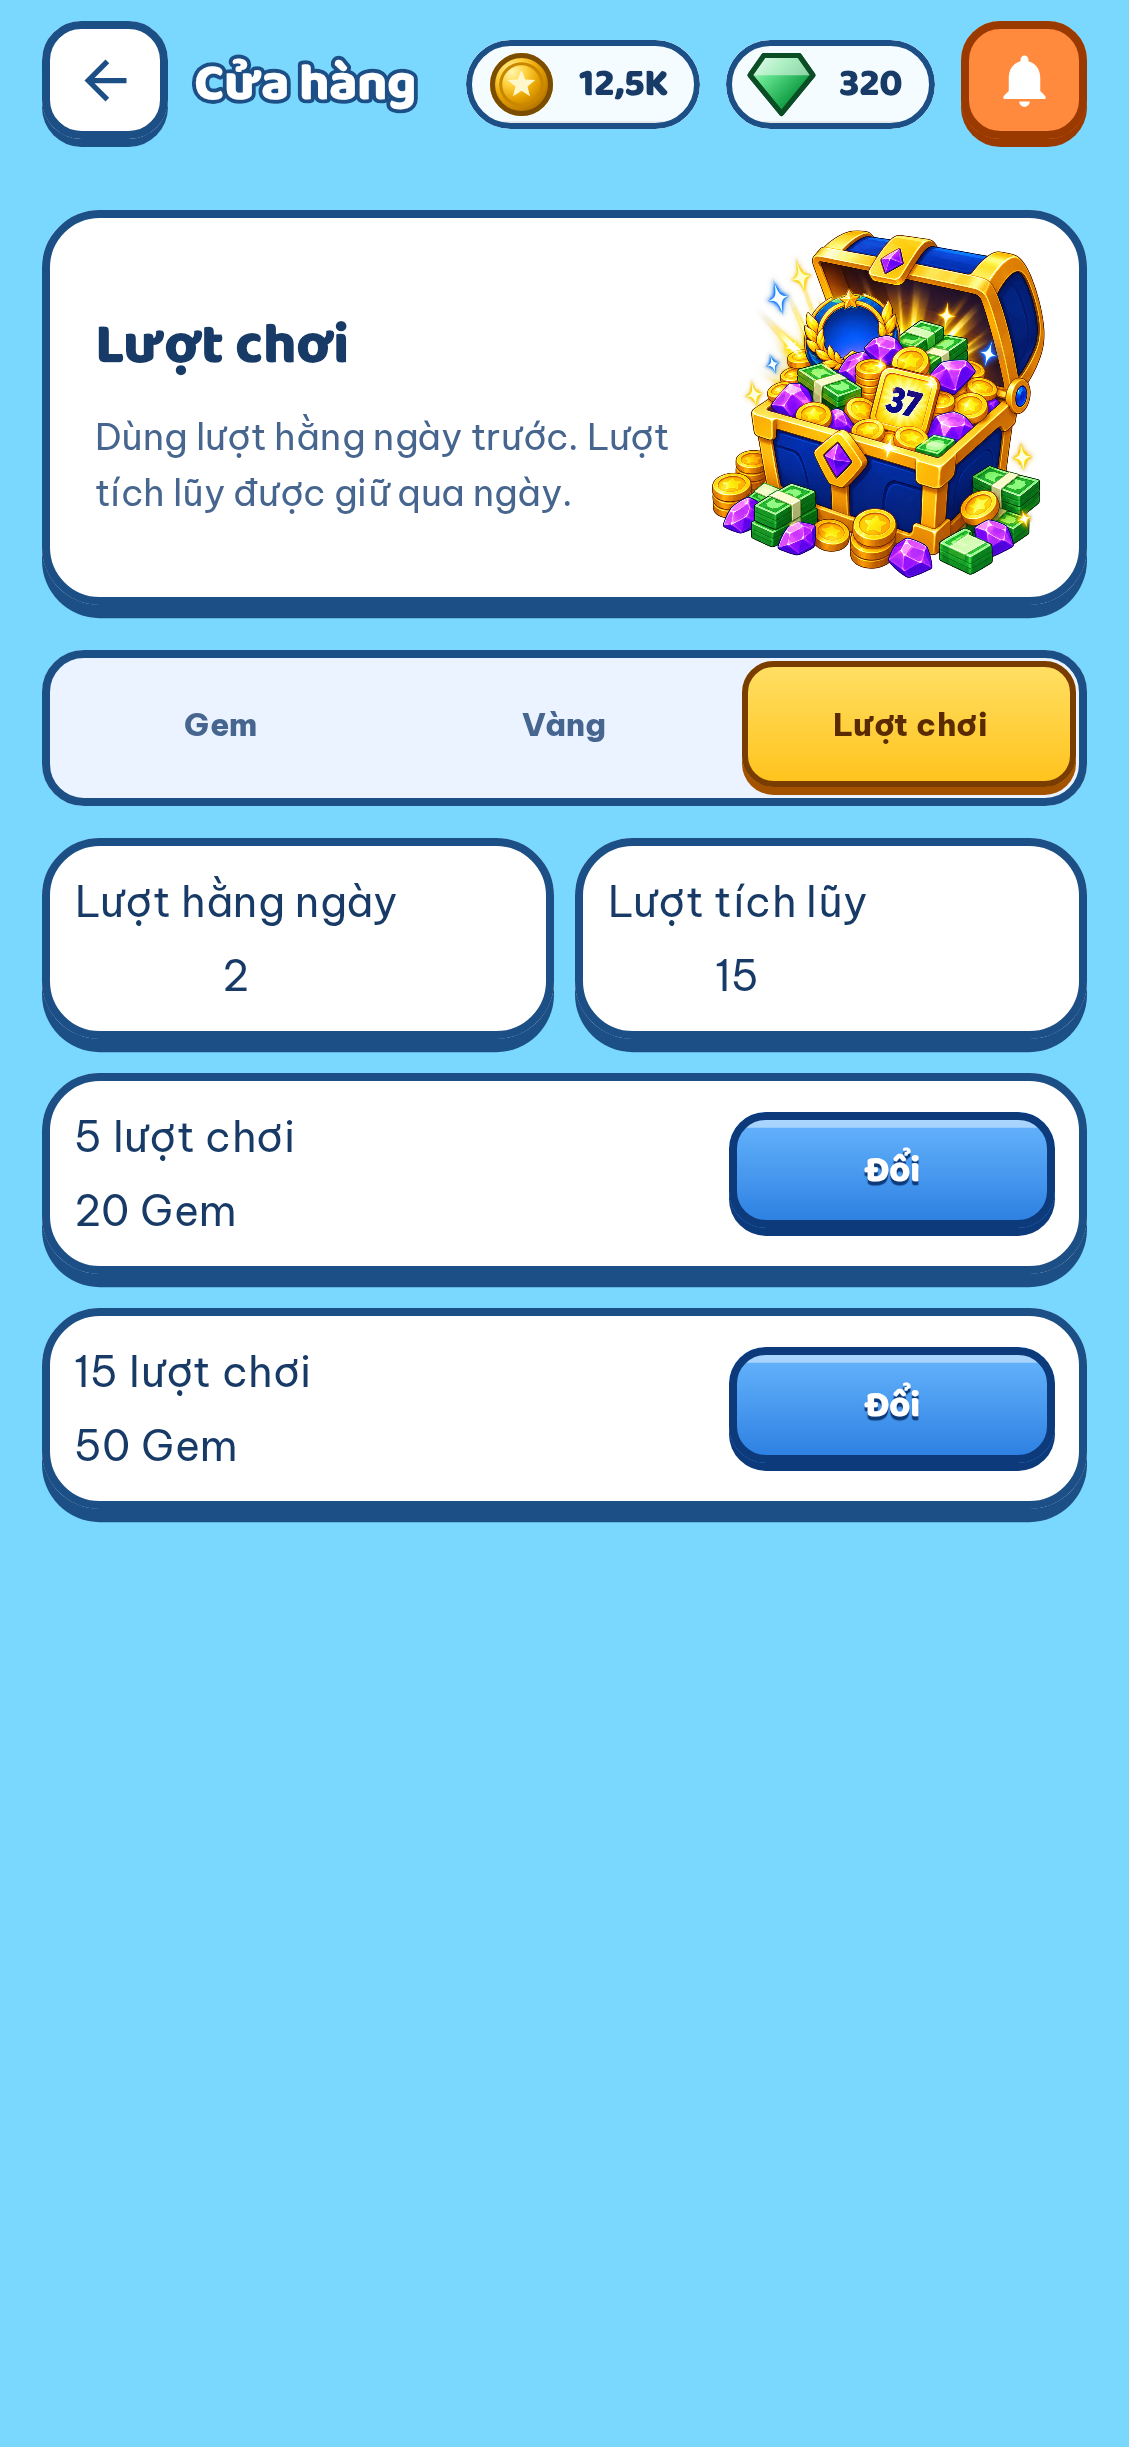 Cửa hàng
12,5K
320
Lượt chơi
Dùng lượt hằng ngày trước. Lượt
tích lũy được giữ qua ngày.
37
Gem
Vàng
Lượt chơi
Lượt hằng ngày
2
Lượt tích lũy
15
5 lượt chơi
20 Gem
Đổi
15 lượt chơi
50 Gem
Đổi